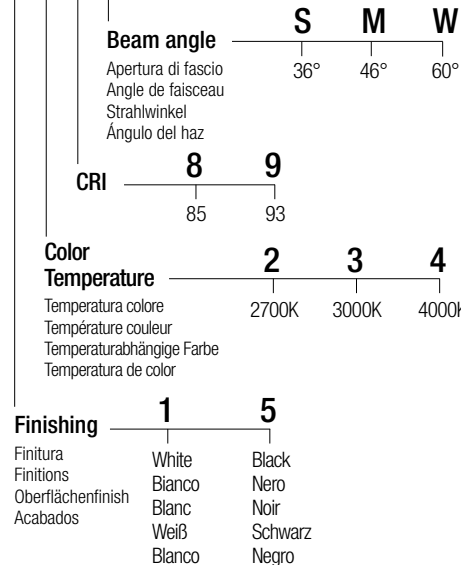 Beam angle S M W
Apertura di fascio 36° 46° 60°
Angle de faisceau
Strahlwinkel
Ángulo del haz
CRI 8 9
85 93
Color
Temperature 2 3 4
Temperatura colore 2700K 3000K 4000K
Température couleur
Temperaturabhängige Farbe
Temperatura de color
Finishing 1 5
Finitura White Black
Finitions Bianco Nero
Oberflächenfinish Blanc Noir
Acabados Weiß Schwarz
Blanco Negro